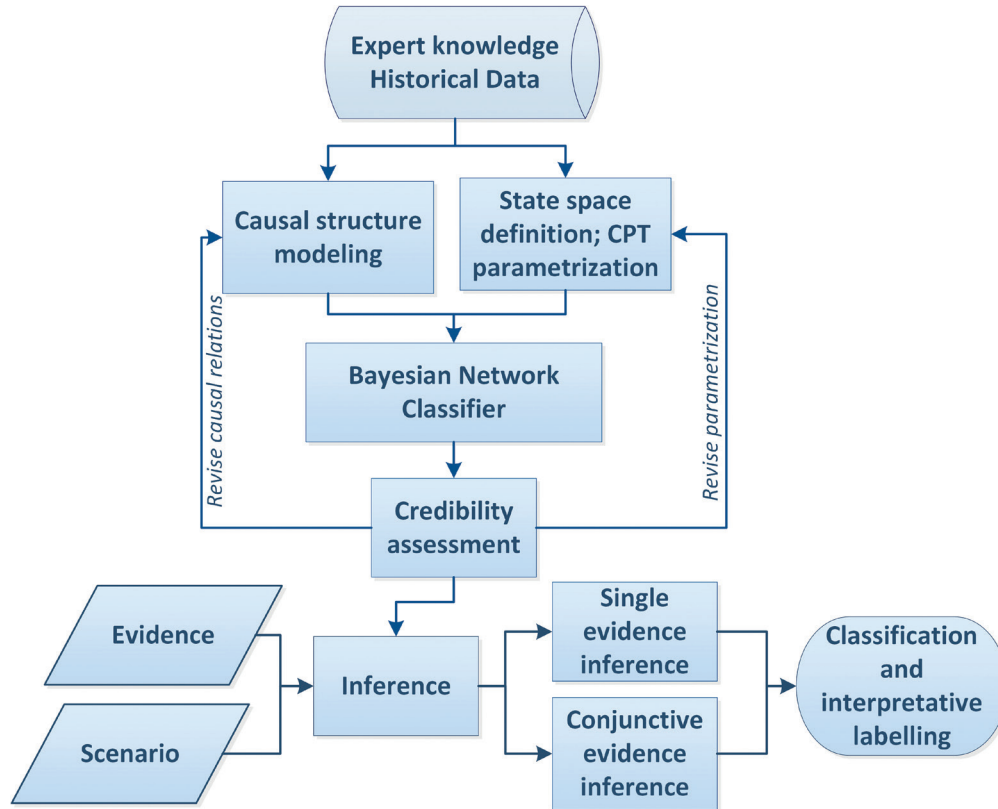 Expert knowledge
Historical Data
Causal structure
modeling
State space
definition; CPT
parametrization
Revise causal relations
Revise parametrization
Bayesian Network
Classifier
Credibility
assessment
Evidence
Scenario
Inference
Single
evidence
inference
Conjunctive
evidence
inference
Classification
and
interpretative
labelling